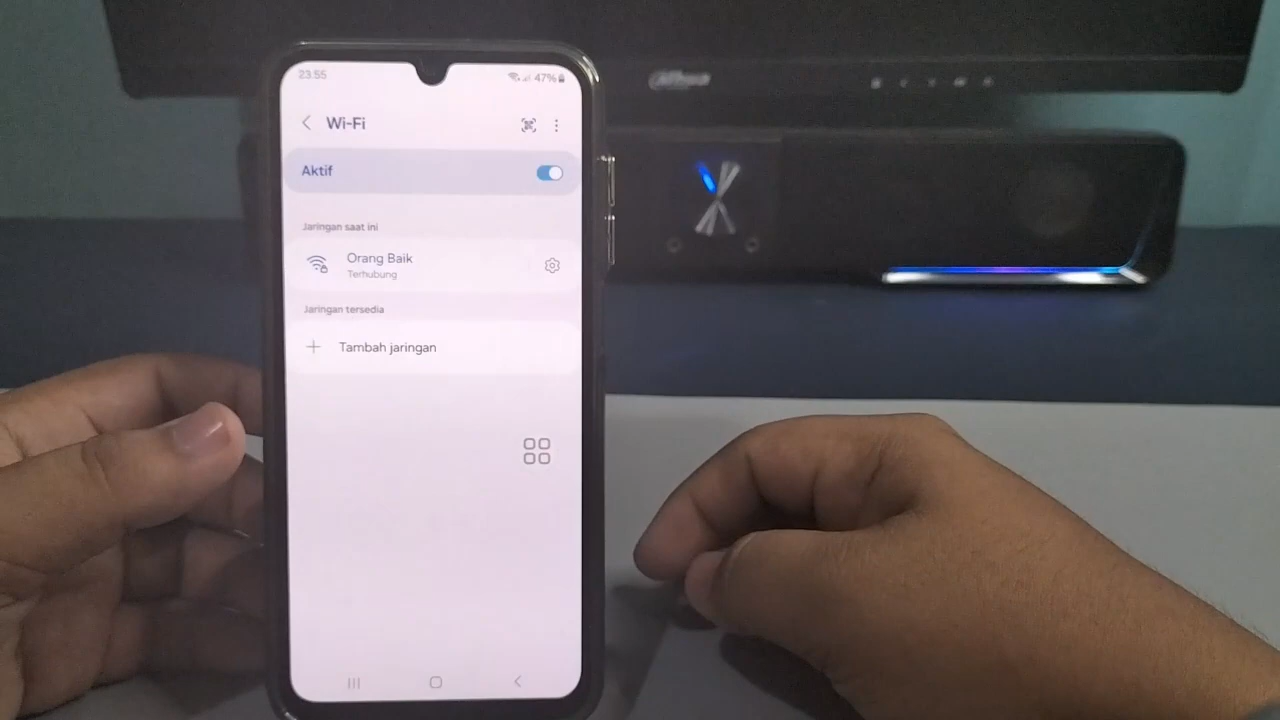 23.55
47%
Wi-Fi
Aktif
Jaringan saat ini
Orang Baik
Terhubung
Jaringan tersedia
Tambah jaringan